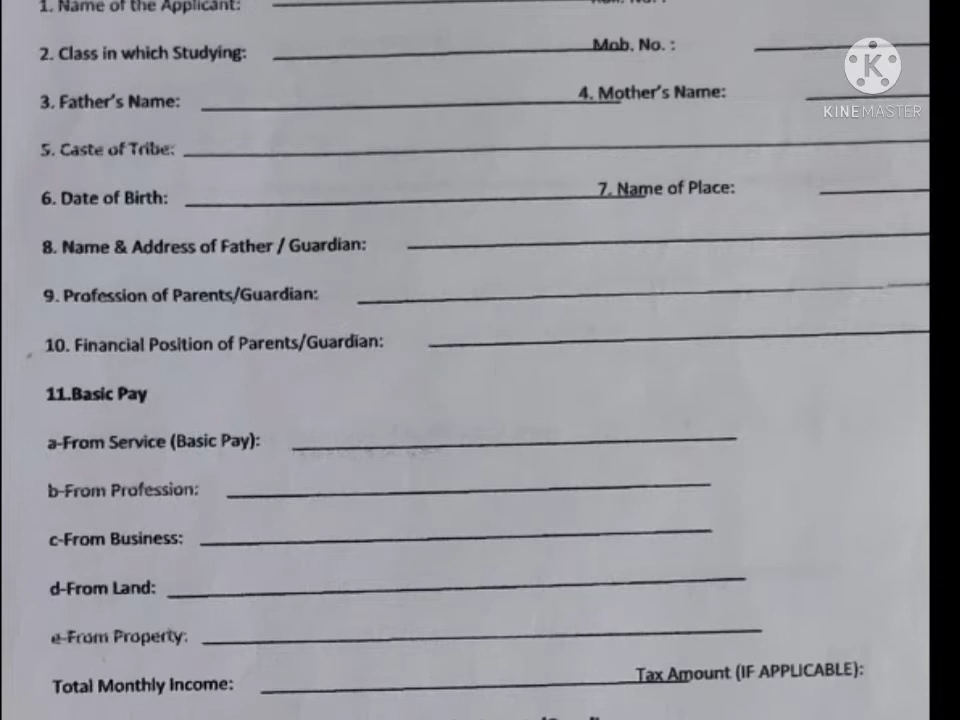 1. Name of the Applicant:
2. Class in which Studying: Mob. No. :
3. Father's Name: 4. Mother's Name:
5. Caste of Tribe:
6. Date of Birth: 7. Name of Place:
8. Name & Address of Father / Guardian:
9. Profession of Parents/Guardian:
10. Financial Position of Parents/Guardian:
11.Basic Pay
a-From Service (Basic Pay):
b-From Profession:
c-From Business:
d-From Land:
e-From Property:
Total Monthly Income: Tax Amount (IF APPLICABLE):
K
KINEMASTER